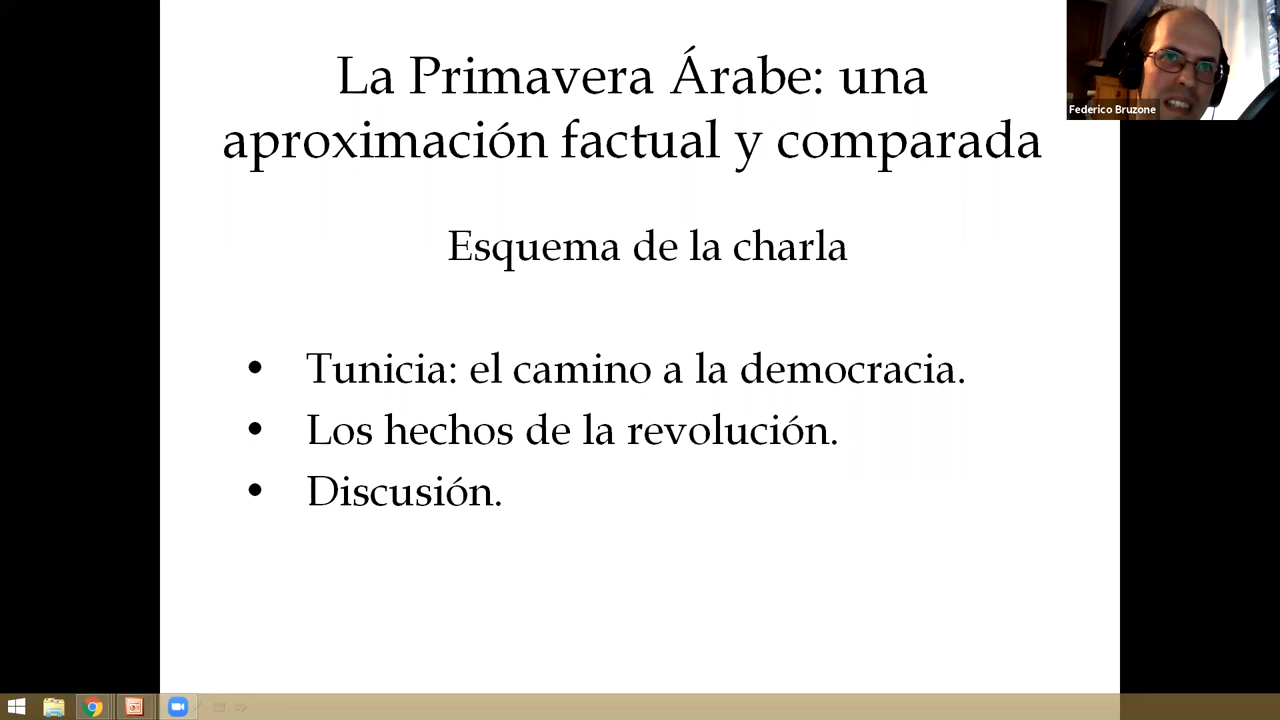 La Primavera Árabe: una
aproximación factual y comparada
Federico Bruzone
Esquema de la charla
• Tunicia: el camino a la democracia.
• Los hechos de la revolución.
• Discusión.